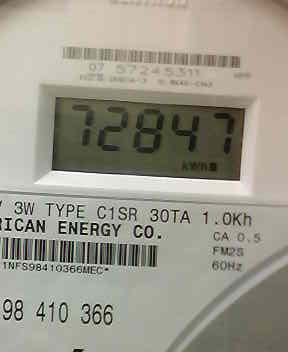 07 57245311
72847
kWh
V 3W TYPE C1SR 30TA 1.0Kh
RICAN ENERGY CO. CA 0.5
FM2S
1NFS98410366MEC* 60Hz
98 410 366